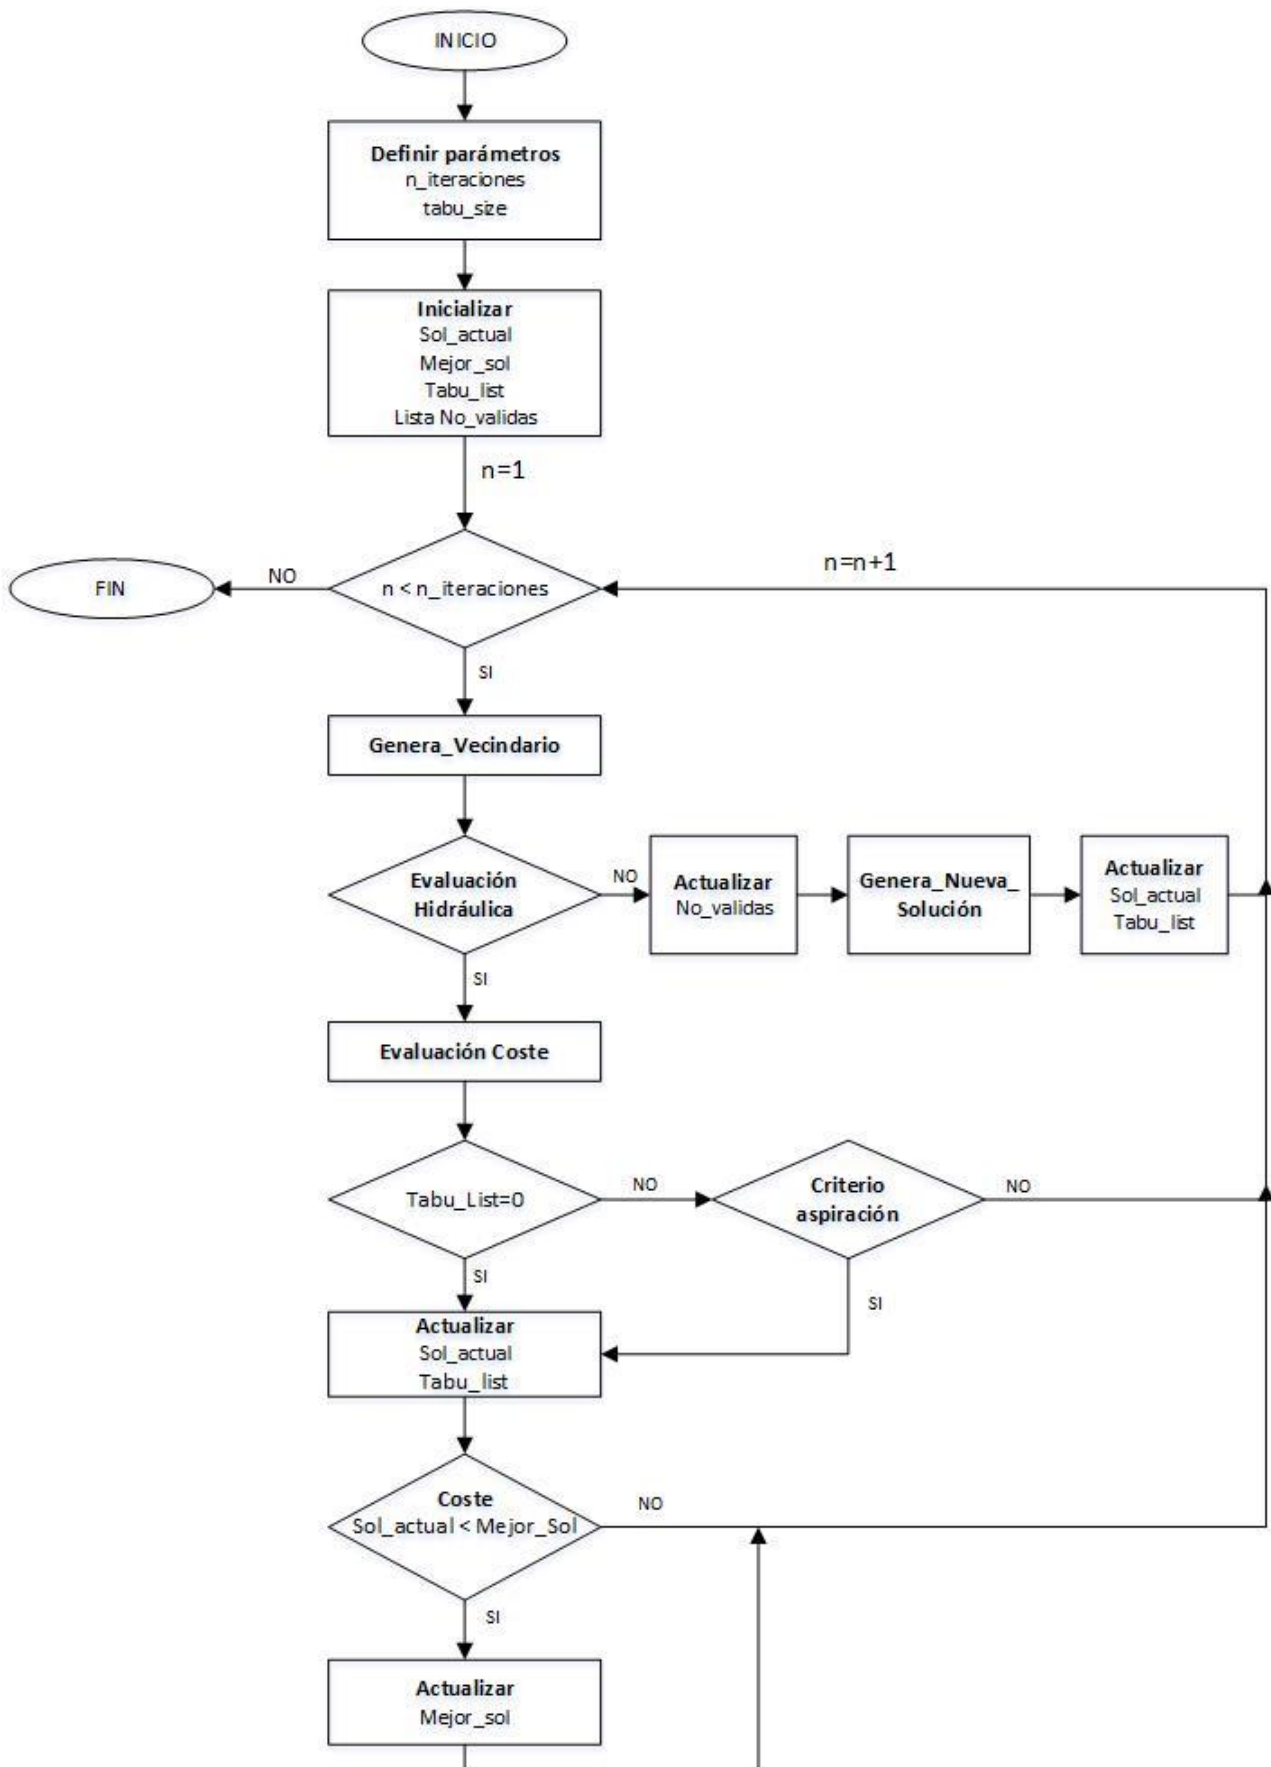 INICIO
Definir parámetros
n_iteraciones
tabu_size
Inicializar
Sol_actual
Mejor_sol
Tabu_list
Lista No_validas
n=1
n=n+1
FIN
NO
n < n_iteraciones
SI
Genera_Vecindario
Evaluación
Hidráulica
NO
Actualizar
No_validas
Genera_Nueva_
Solución
Actualizar
Sol_actual
Tabu_list
SI
Evaluación Coste
Tabu_List=0
NO
Criterio
aspiración
NO
SI
SI
Actualizar
Sol_actual
Tabu_list
Coste
Sol_actual < Mejor_Sol
NO
SI
Actualizar
Mejor_sol